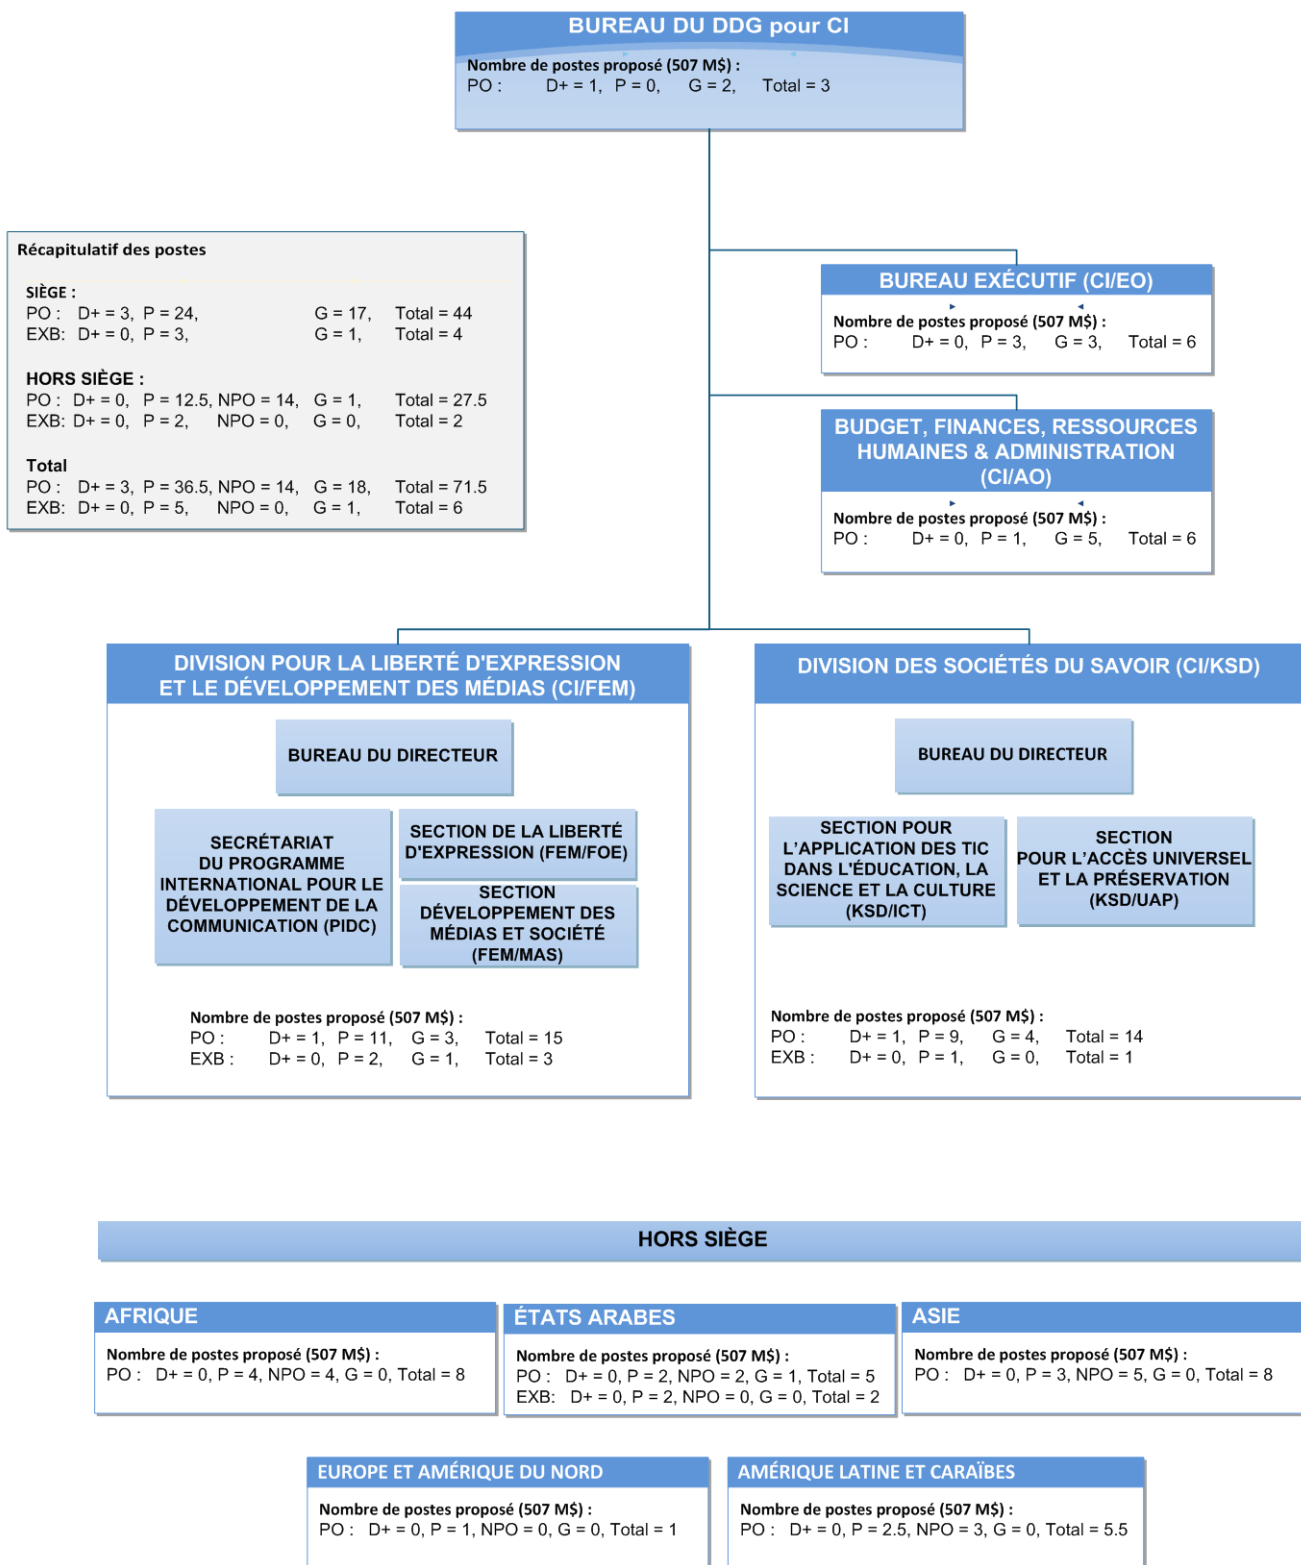 BUREAU DU DDG pour CI
Nombre de postes proposé (507 M$) :
PO : D+ = 1, P = 0, G = 2, Total = 3
Récapitulatif des postes
SIÈGE :
PO : D+ = 3, P = 24, G = 17, Total = 44
EXB: D+ = 0, P = 3, G = 1, Total = 4
HORS SIÈGE :
PO : D+ = 0, P = 12.5, NPO = 14, G = 1, Total = 27.5
EXB: D+ = 0, P = 2, NPO = 0, G = 0, Total = 2
Total
PO : D+ = 3, P = 36.5, NPO = 14, G = 18, Total = 71.5
EXB: D+ = 0, P = 5, NPO = 0, G = 1, Total = 6
BUREAU EXÉCUTIF (CI/EO)
Nombre de postes proposé (507 M$) :
PO : D+ = 0, P = 3, G = 3, Total = 6
BUDGET, FINANCES, RESSOURCES
HUMAINES & ADMINISTRATION
(CI/AO)
Nombre de postes proposé (507 M$) :
PO : D+ = 0, P = 1, G = 5, Total = 6
DIVISION POUR LA LIBERTÉ D'EXPRESSION
ET LE DÉVELOPPEMENT DES MÉDIAS (CI/FEM)
BUREAU DU DIRECTEUR
SECRÉTARIAT
DU PROGRAMME
INTERNATIONAL POUR LE
DÉVELOPPEMENT DE LA
COMMUNICATION (PIDC)
SECTION DE LA LIBERTÉ
D'EXPRESSION (FEM/FOE)
SECTION
DÉVELOPPEMENT DES
MÉDIAS ET SOCIÉTÉ
(FEM/MAS)
Nombre de postes proposé (507 M$) :
PO : D+ = 1, P = 11, G = 3, Total = 15
EXB : D+ = 0, P = 2, G = 1, Total = 3
DIVISION DES SOCIÉTÉS DU SAVOIR (CI/KSD)
BUREAU DU DIRECTEUR
SECTION POUR
L'APPLICATION DES TIC
DANS L'ÉDUCATION, LA
SCIENCE ET LA CULTURE
(KSD/ICT)
SECTION
POUR L'ACCÈS UNIVERSEL
ET LA PRÉSERVATION
(KSD/UAP)
Nombre de postes proposé (507 M$) :
PO : D+ = 1, P = 9, G = 4, Total = 14
EXB : D+ = 0, P = 1, G = 0, Total = 1
HORS SIÈGE
AFRIQUE
Nombre de postes proposé (507 M$) :
PO : D+ = 0, P = 4, NPO = 4, G = 0, Total = 8
ÉTATS ARABES
Nombre de postes proposé (507 M$) :
PO : D+ = 0, P = 2, NPO = 2, G = 1, Total = 5
EXB: D+ = 0, P = 2, NPO = 0, G = 0, Total = 2
ASIE
Nombre de postes proposé (507 M$) :
PO : D+ = 0, P = 3, NPO = 5, G = 0, Total = 8
EUROPE ET AMÉRIQUE DU NORD
Nombre de postes proposé (507 M$) :
PO : D+ = 0, P = 1, NPO = 0, G = 0, Total = 1
AMÉRIQUE LATINE ET CARAÏBES
Nombre de postes proposé (507 M$) :
PO : D+ = 0, P = 2.5, NPO = 3, G = 0, Total = 5.5